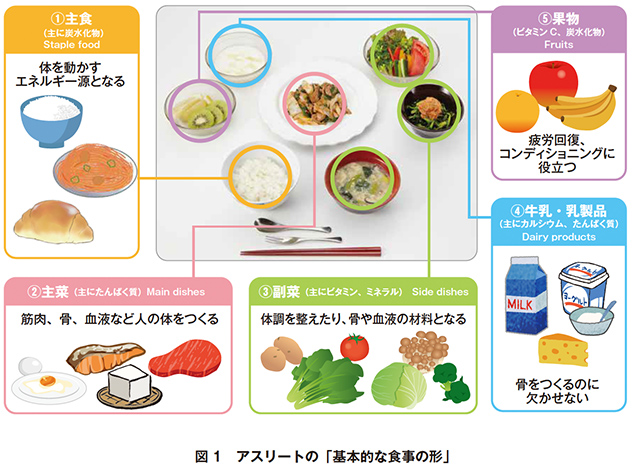 ①主食
(主に炭水化物)
Staple food
体を動かす
エネルギー源となる
⑤果物
(ビタミン C、炭水化物)
Fruits
疲労回復、
コンディショニングに
役立つ
④牛乳・乳製品
(主にカルシウム、たんぱく質)
Dairy products
MILK
ヨーグルト
骨をつくるのに
欠かせない
②主菜(主にたんぱく質) Main dishes
筋肉、骨、血液など人の体をつくる
③副菜(主にビタミン、ミネラル) Side dishes
体調を整えたり、骨や血液の材料となる
図 1 アスリートの「基本的な食事の形」